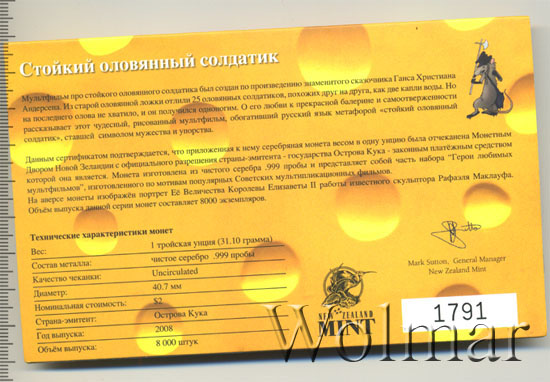 Стойкий оловянный солдатик
Мультфильм про стойкого оловянного солдатика был создан по произведению знаменитого сказочника Ганса Христиана
Андерсена. Из старой оловянной ложки отлили 25 оловянных солдатиков, похожих друг на друга, как две капли воды. Но
на последнего олова не хватило, и он получился одноногим. О его любви к прекрасной балерине и самоотверженности
рассказывает этот чудесный, рисованный мультфильм, обогативший русский язык метафорой «стойкий оловянный
солдатик», ставшей символом мужества и упорства.
Данным сертификатом подтверждается, что приложенная к нему серебряная монета весом в одну унцию была отчеканена Монетным
Двором Новой Зеландии с официального разрешения страны-эмитента - государства Острова Кука - законным платёжным средством
которой она является. Монета изготовлена из чистого серебра .999 пробы и представляет собой часть набора "Герои любимых
мультфильмов", изготовленного по мотивам популярных Советских мультипликационных фильмов.
На аверсе монеты изображён портрет Её Величества Королевы Елизаветы II работы известного скульптора Рафаэля Маклауфа.
Объём выпуска данной серии монет составляет 8000 экземпляров.
Технические характеристики монет
Вес: 1 тройская унция (31.10 грамма)
Состав металла: чистое серебро .999 пробы
Качество чеканки: Uncirculated
Диаметр: 40.7 мм
Номинальная стоимость: $2
Страна-эмитент: Острова Кука
Год выпуска: 2008
Объём выпуска: 8 000 штук
Mark Sutton, General Manager
New Zealand Mint
NEW ZEALAND
MINT
1791
Wolmar